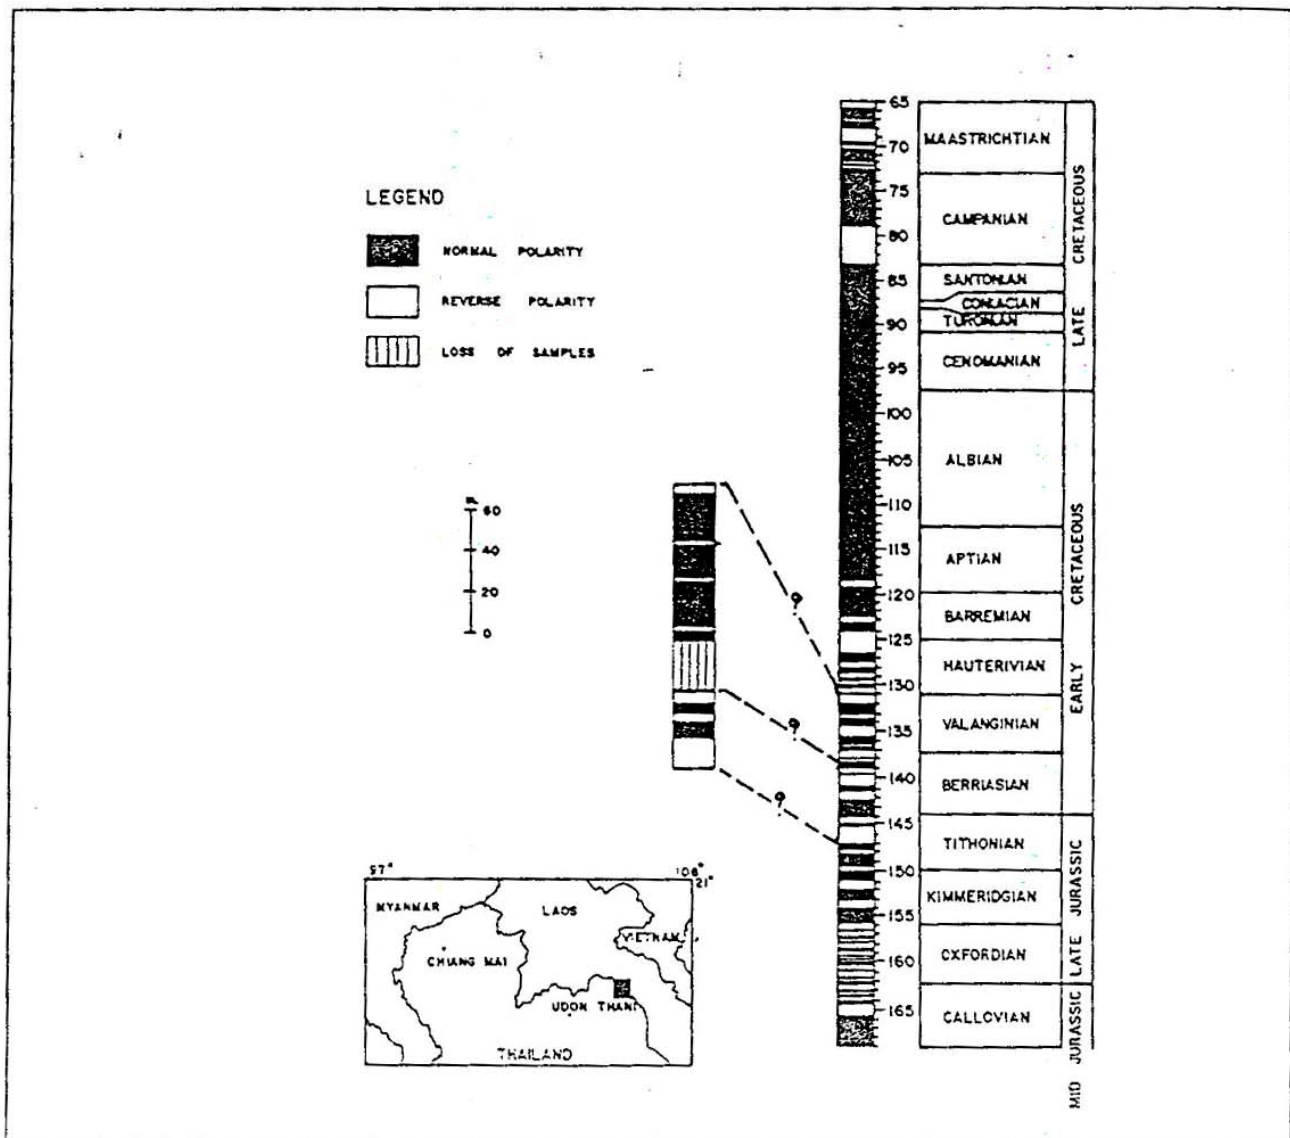 LEGEND
NORMAL POLARITY
REVERSE POLARITY
LOSS OF SAMPLES
60
40
20
0
?
?
?
65
70
75
80
85
90
95
100
105
110
115
120
125
130
135
140
145
150
155
160
165
MAASTRICHTIAN
CAMPANIAN
SANTONIAN
CONIACIAN
TURONIAN
CENOMANIAN
ALBIAN
APTIAN
BARREMIAN
HAUTERIVIAN
VALANGINIAN
BERRIASIAN
TITHONIAN
KIMMERIDGIAN
OXFORDIAN
CALLOVIAN
LATE CRETACEOUS
EARLY CRETACEOUS
LATE JURASSIC
MID JURASSIC
97°
108°
21°
MYANMAR
LAOS
VIETNAM
CHIANG MAI
UDON THANI
THAILAND